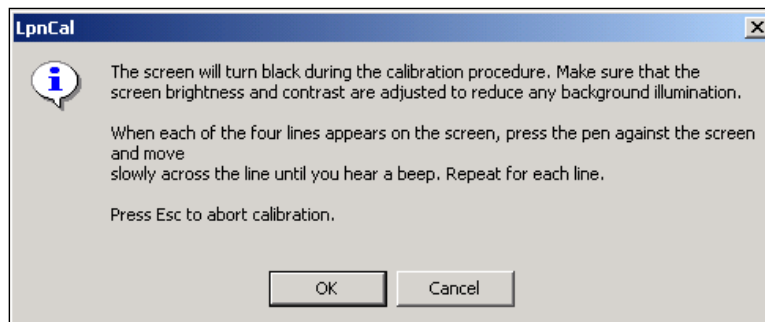 LpnCal
The screen will turn black during the calibration procedure. Make sure that the
screen brightness and contrast are adjusted to reduce any background illumination.
When each of the four lines appears on the screen, press the pen against the screen
and move
slowly across the line until you hear a beep. Repeat for each line.
Press Esc to abort calibration.
OK
Cancel